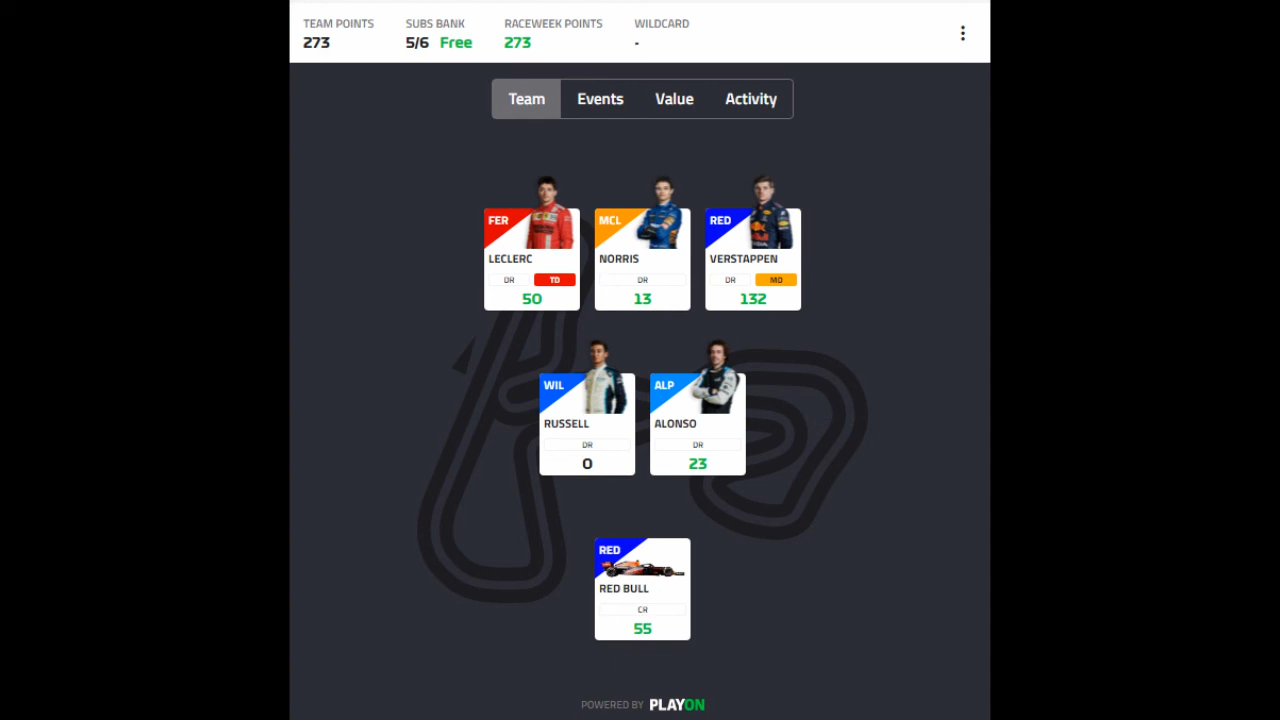 TEAM POINTS SUBS BANK RACEWEEK POINTS WILDCARD
273 5/6 Free 273 -
Team Events Value Activity
FER MCL RED
LECLERC NORRIS VERSTAPPEN
DR TD DR DR MD
50 13 132
WIL ALP
RUSSELL ALONSO
DR DR
0 23
RED
RED BULL
CR
55
POWERED BY PLAYON